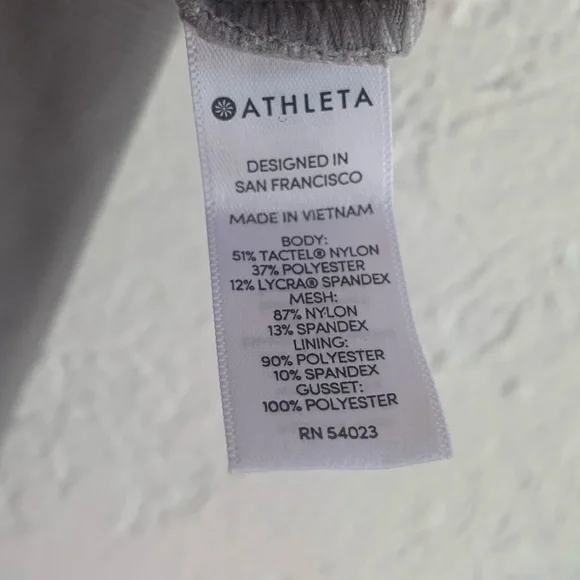 ATHLETA
DESIGNED IN
SAN FRANCISCO
MADE IN VIETNAM
BODY:
51% TACTEL® NYLON
37% POLYESTER
12% LYCRA® SPANDEX
MESH:
87% NYLON
13% SPANDEX
LINING:
90% POLYESTER
10% SPANDEX
GUSSET:
100% POLYESTER
RN 54023